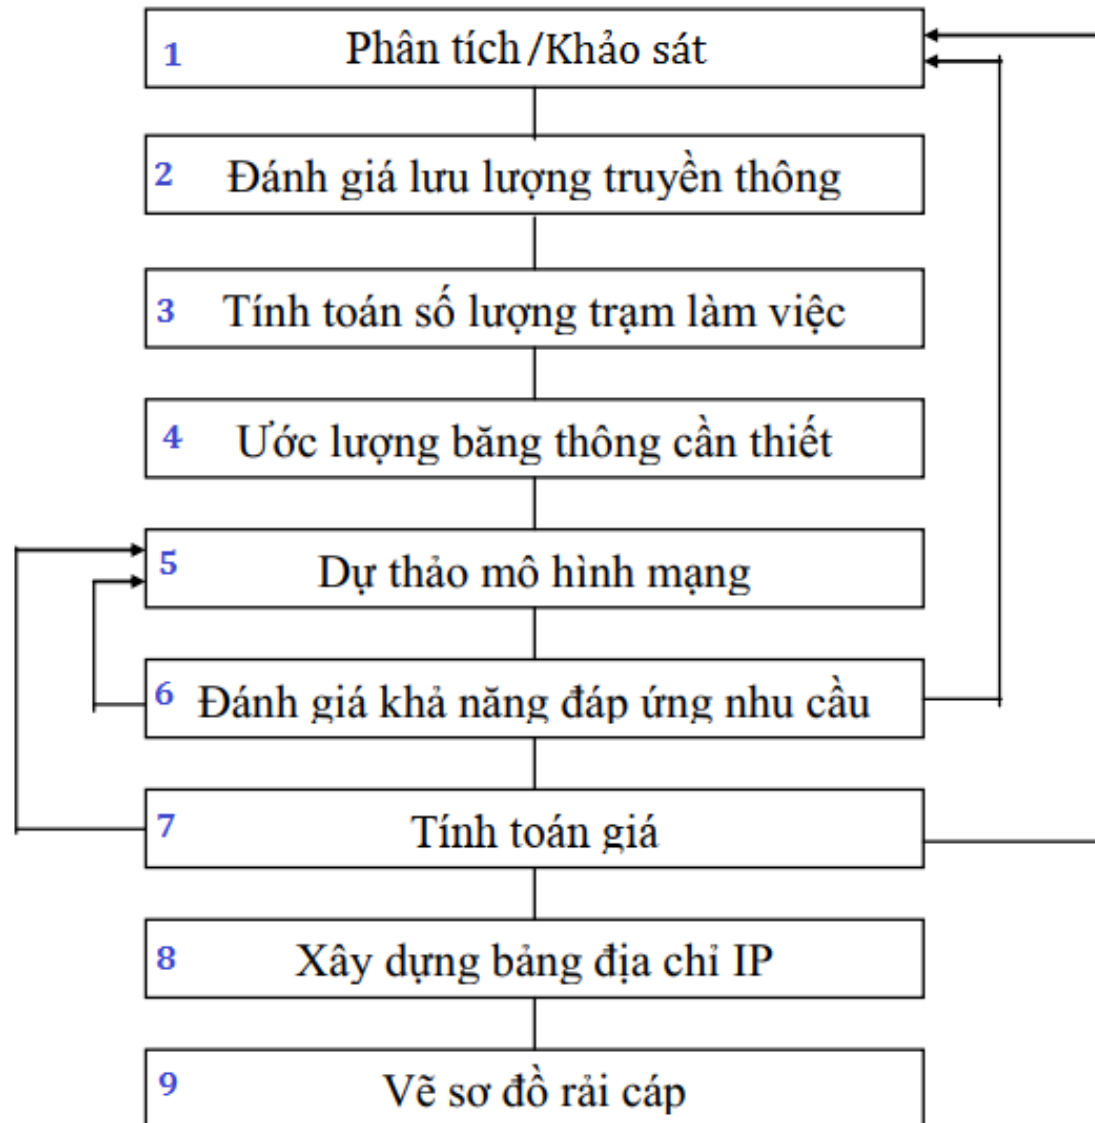 1 Phân tích/Khảo sát
2 Đánh giá lưu lượng truyền thông
3 Tính toán số lượng trạm làm việc
4 Ước lượng băng thông cần thiết
5 Dự thảo mô hình mạng
6 Đánh giá khả năng đáp ứng nhu cầu
7 Tính toán giá
8 Xây dựng bảng địa chỉ IP
9 Vẽ sơ đồ rải cáp